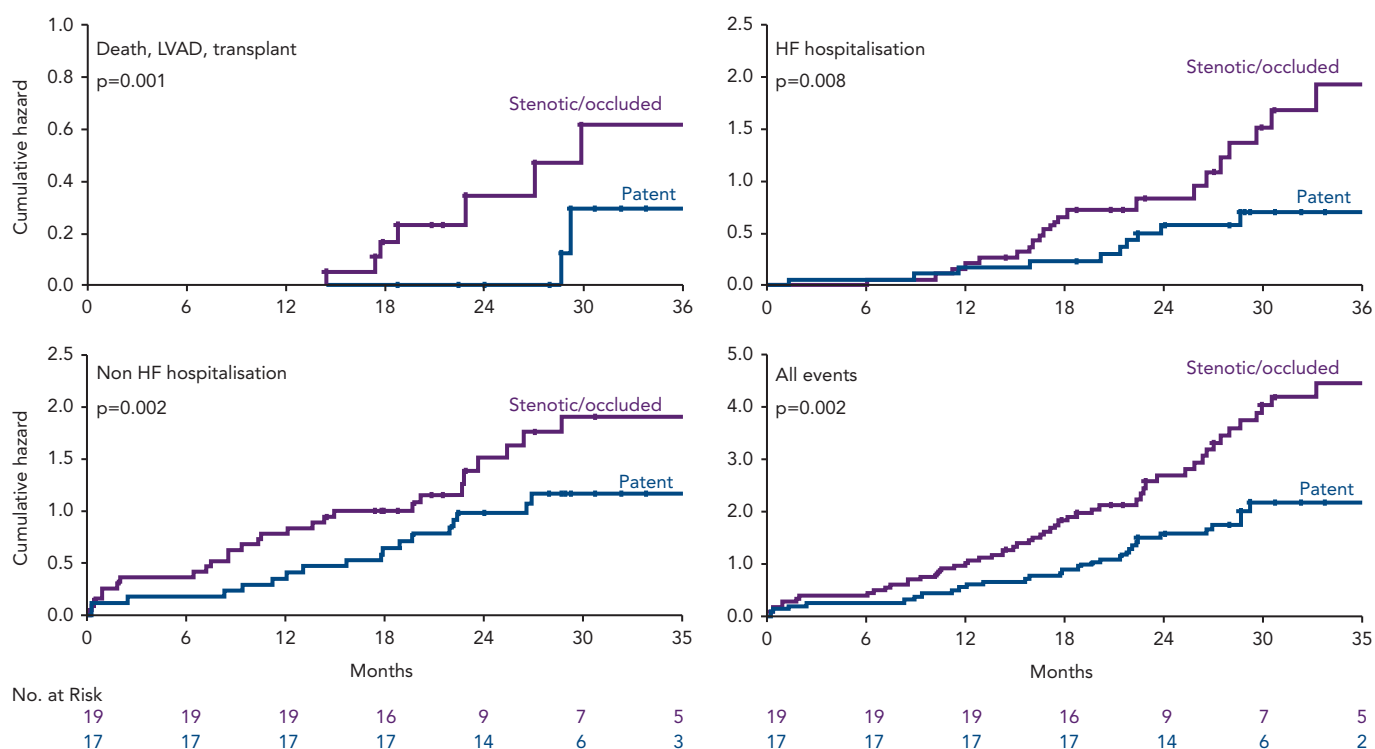 Death, LVAD, transplant
p=0.001
Stenotic/occluded
Patent
Cumulative hazard
1.0
0.8
0.6
0.4
0.2
0.0
0 6 12 18 24 30 36
HF hospitalisation
p=0.008
Stenotic/occluded
Patent
2.5
2.0
1.5
1.0
0.5
0.0
0 6 12 18 24 30 36
Non HF hospitalisation
p=0.002
Stenotic/occluded
Patent
Cumulative hazard
2.5
2.0
1.5
1.0
0.5
0.0
0 6 12 18 24 30 35
Months
All events
p=0.002
Stenotic/occluded
Patent
5.0
4.0
3.0
2.0
1.0
0.0
0 6 12 18 24 30 35
Months
No. at Risk
19 19 19 16 9 7 5 19 19 19 16 9 7 5
17 17 17 17 14 6 3 17 17 17 17 14 6 2